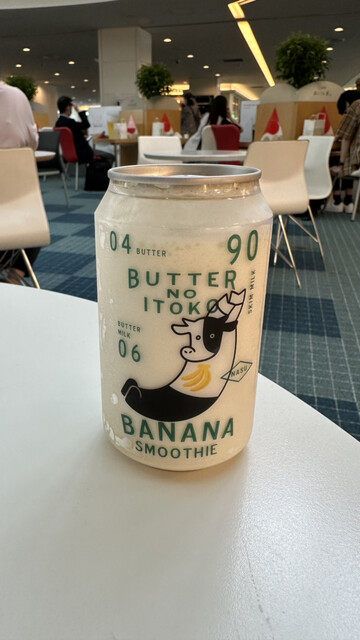 04 BUTTER
90
SKIM MILK
BUTTER
NO
ITOKO
BUTTER
MILK
06
NASU
BANANA
SMOOTHIE